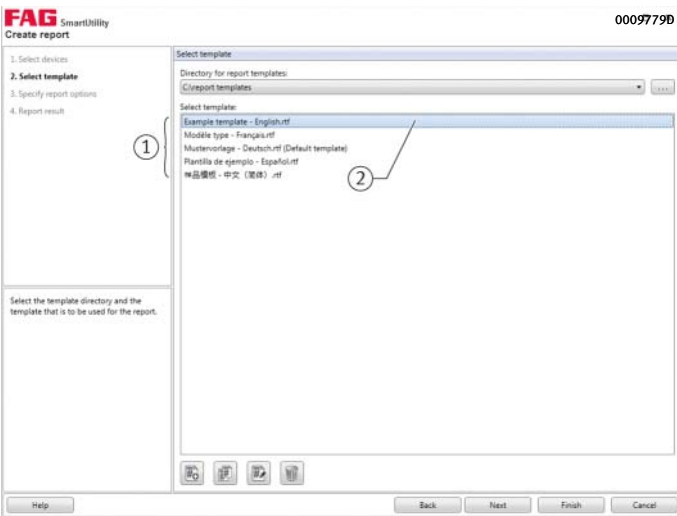 FAG SmartUtility
0009779D
Create report
1. Select devices
2. Select template
3. Specify report options
4. Report result
Select template
Directory for report templates:
C:\report templates
...
Select template:
Example template - English.rtf
Modèle type - Français.rtf
Mustervorlage - Deutsch.rtf (Default template)
Plantilla de ejemplo - Español.rtf
品模板 - 中文（简体）.rtf
1
2
Select the template directory and the
template that is to be used for the report.
Help
Back
Next
Finish
Cancel